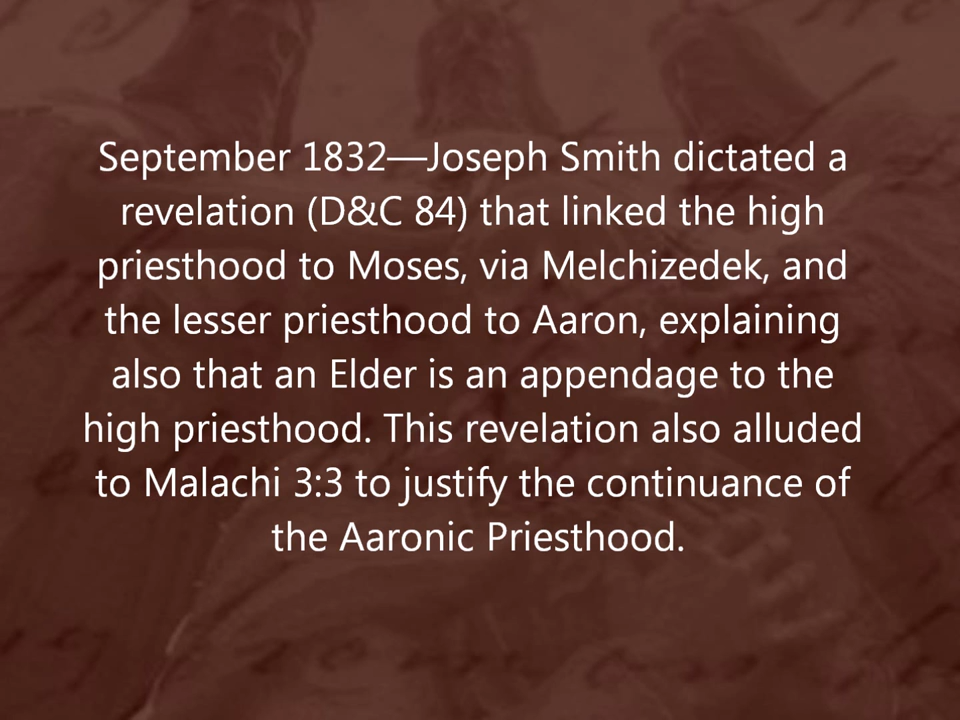 September 1832—Joseph Smith dictated a
revelation (D&C 84) that linked the high
priesthood to Moses, via Melchizedek, and
the lesser priesthood to Aaron, explaining
also that an Elder is an appendage to the
high priesthood. This revelation also alluded
to Malachi 3:3 to justify the continuance of
the Aaronic Priesthood.